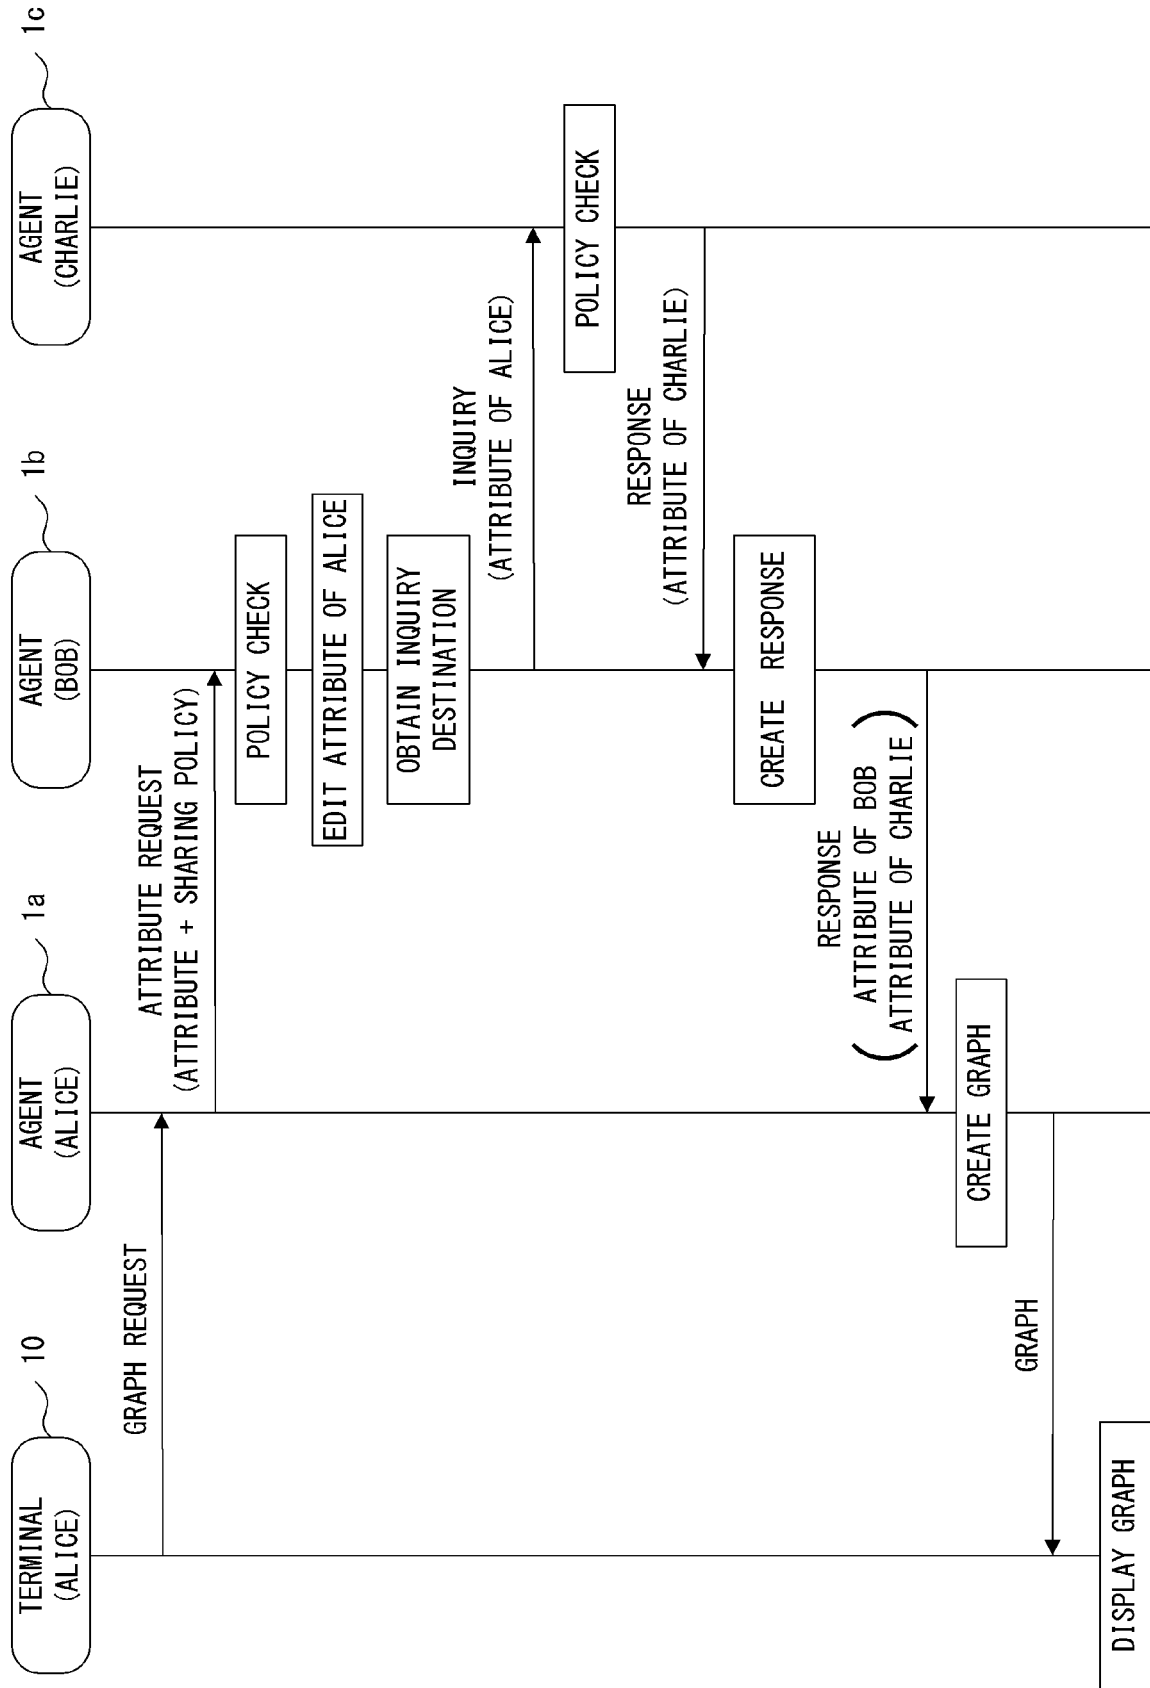 TERMINAL
(ALICE)
10
AGENT
(ALICE)
1a
AGENT
(BOB)
1b
AGENT
(CHARLIE)
1c
GRAPH REQUEST
ATTRIBUTE REQUEST
(ATTRIBUTE + SHARING POLICY)
POLICY CHECK
EDIT ATTRIBUTE OF ALICE
OBTAIN INQUIRY
DESTINATION
INQUIRY
(ATTRIBUTE OF ALICE)
POLICY CHECK
RESPONSE
(ATTRIBUTE OF CHARLIE)
CREATE RESPONSE
RESPONSE
(ATTRIBUTE OF BOB
ATTRIBUTE OF CHARLIE)
CREATE GRAPH
GRAPH
DISPLAY GRAPH